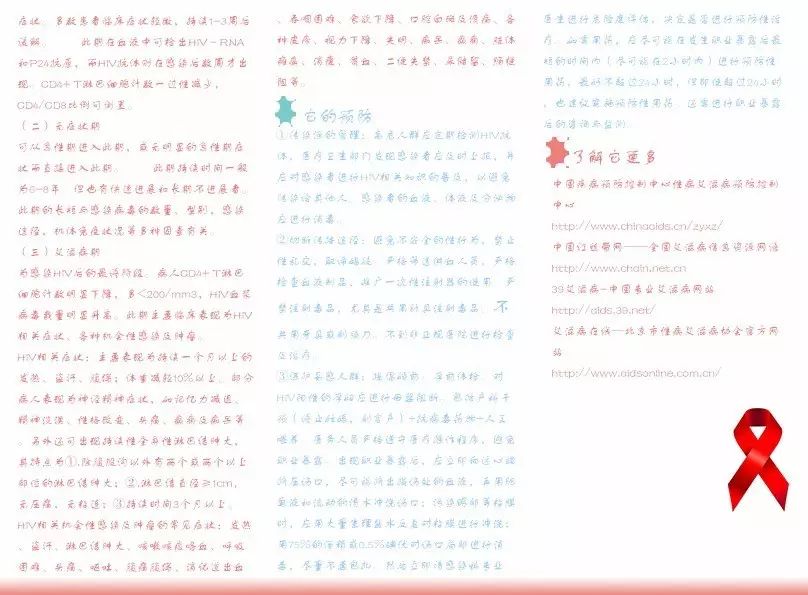 症状。多数患者临床症状轻微，持续1-3周后
缓解。 此期在血液中可检出HIV-RNA
和P24抗原，而HIV抗体则在感染后数周才出
现。CD4+T淋巴细胞计数一过性减少，
CD4/CD8比例可倒置。
（二）无症状期
可从急性期进入此期，或无明显的急性期症
状而直接进入此期。 此期持续时间一般
为6-8年。但也有快速进展和长期不进展者。
此期的长短与感染病毒的数量、型别，感染
途径，机体免疫状况等多种因素有关。
（三）艾滋病期
为感染HIV后的最终阶段。病人CD4+T淋巴
细胞计数明显下降，多<200/mm3，HIV血浆
病毒载量明显升高。此期主要临床表现为HIV
相关症状、各种机会性感染及肿瘤。
HIV相关症状：主要表现为持续一个月以上的
发热、盗汗、腹泻；体重减轻10%以上。部分
病人表现为神经精神症状，如记忆力减退、
精神淡漠、性格改变、头痛、癫痫及痴呆等
。另外还可出现持续性全身性淋巴结肿大，
其特点为①.除腹股沟以外有两个或两个以上
部位的淋巴结肿大；②.淋巴结直径≥1cm，
无压痛，无粘连；③持续时间3个月以上。
HIV相关机会性感染及肿瘤的常见症状：发热
、盗汗、淋巴结肿大、咳嗽咳痰咯血、呼吸
困难、头痛、呕吐、腹痛腹泻、消化道出血
、吞咽困难、食欲下降、口腔白斑及溃疡、各
种皮疹、视力下降、失明、痴呆、癫痫、肢体
瘫痪、消瘦、贫血、二便失禁、尿潴留、肠梗
阻等。
它的预防
①传染源的管理：高危人群应定期检测HIV抗
体，医疗卫生部门发现感染者应及时上报，并
应对感染者进行HIV相关知识的普及，以避免
传染给其他人。感染者的血液、体液及分泌物
应进行消毒。
②切断传播途径：避免不安全的性行为，禁止
性乱交，取缔娼妓。严格筛选供血人员，严格
检查血液制品，推广一次性注射器的使用。严
禁注射毒品，尤其是共用针具注射毒品。不
共用牙具或剃须刀。不到非正规医院进行检查
及治疗。
③保护易感人群：提倡婚前、孕前体检。对
HIV阳性的孕妇应进行母婴阻断。包括产科干
预（终止妊娠，剖宫产）+抗病毒药物+人工
喂养。医务人员严格遵守医疗操作程序，避免
职业暴露。出现职业暴露后，应立即向近心端
挤压伤口，尽可能挤出损伤处的血液，再用肥
皂液和流动的清水冲洗伤口；污染眼部等粘膜
时，应用大量生理盐水反复对粘膜进行冲洗；
用75%的酒精或0.5%碘伏对伤口局部进行消
毒，尽量不要包扎。然后立即请感染科专业
医生进行危险度评估，决定是否进行预防性治
疗。如需用药，应尽可能在发生职业暴露后最
短的时间内（尽可能在2小时内）进行预防性
用药，最好不超过24小时，但即使超过24小时
，也建议实施预防性用药。还需进行职业暴露
后的咨询与监测。
了解它更多
中国疾病预防控制中心性病艾滋病预防控制
中心
http://www.chinaids.cn/zyxz/
中国红丝带网——全国艾滋病信息资源网络
http://www.chain.net.cn
39艾滋病-中国专业艾滋病网站
http://aids.39.net/
艾滋病在线—北京市性病艾滋病协会官方网
站
http://www.aidsonline.com.cn/